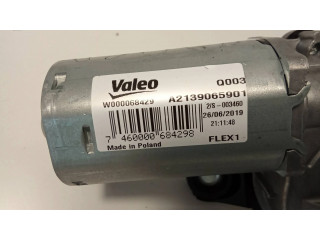 Valeo Q003
W000068429 A2139065901
2/S-003460
26/06/2019
21:11:48
7 460000 684298
Made in Poland FLEX1